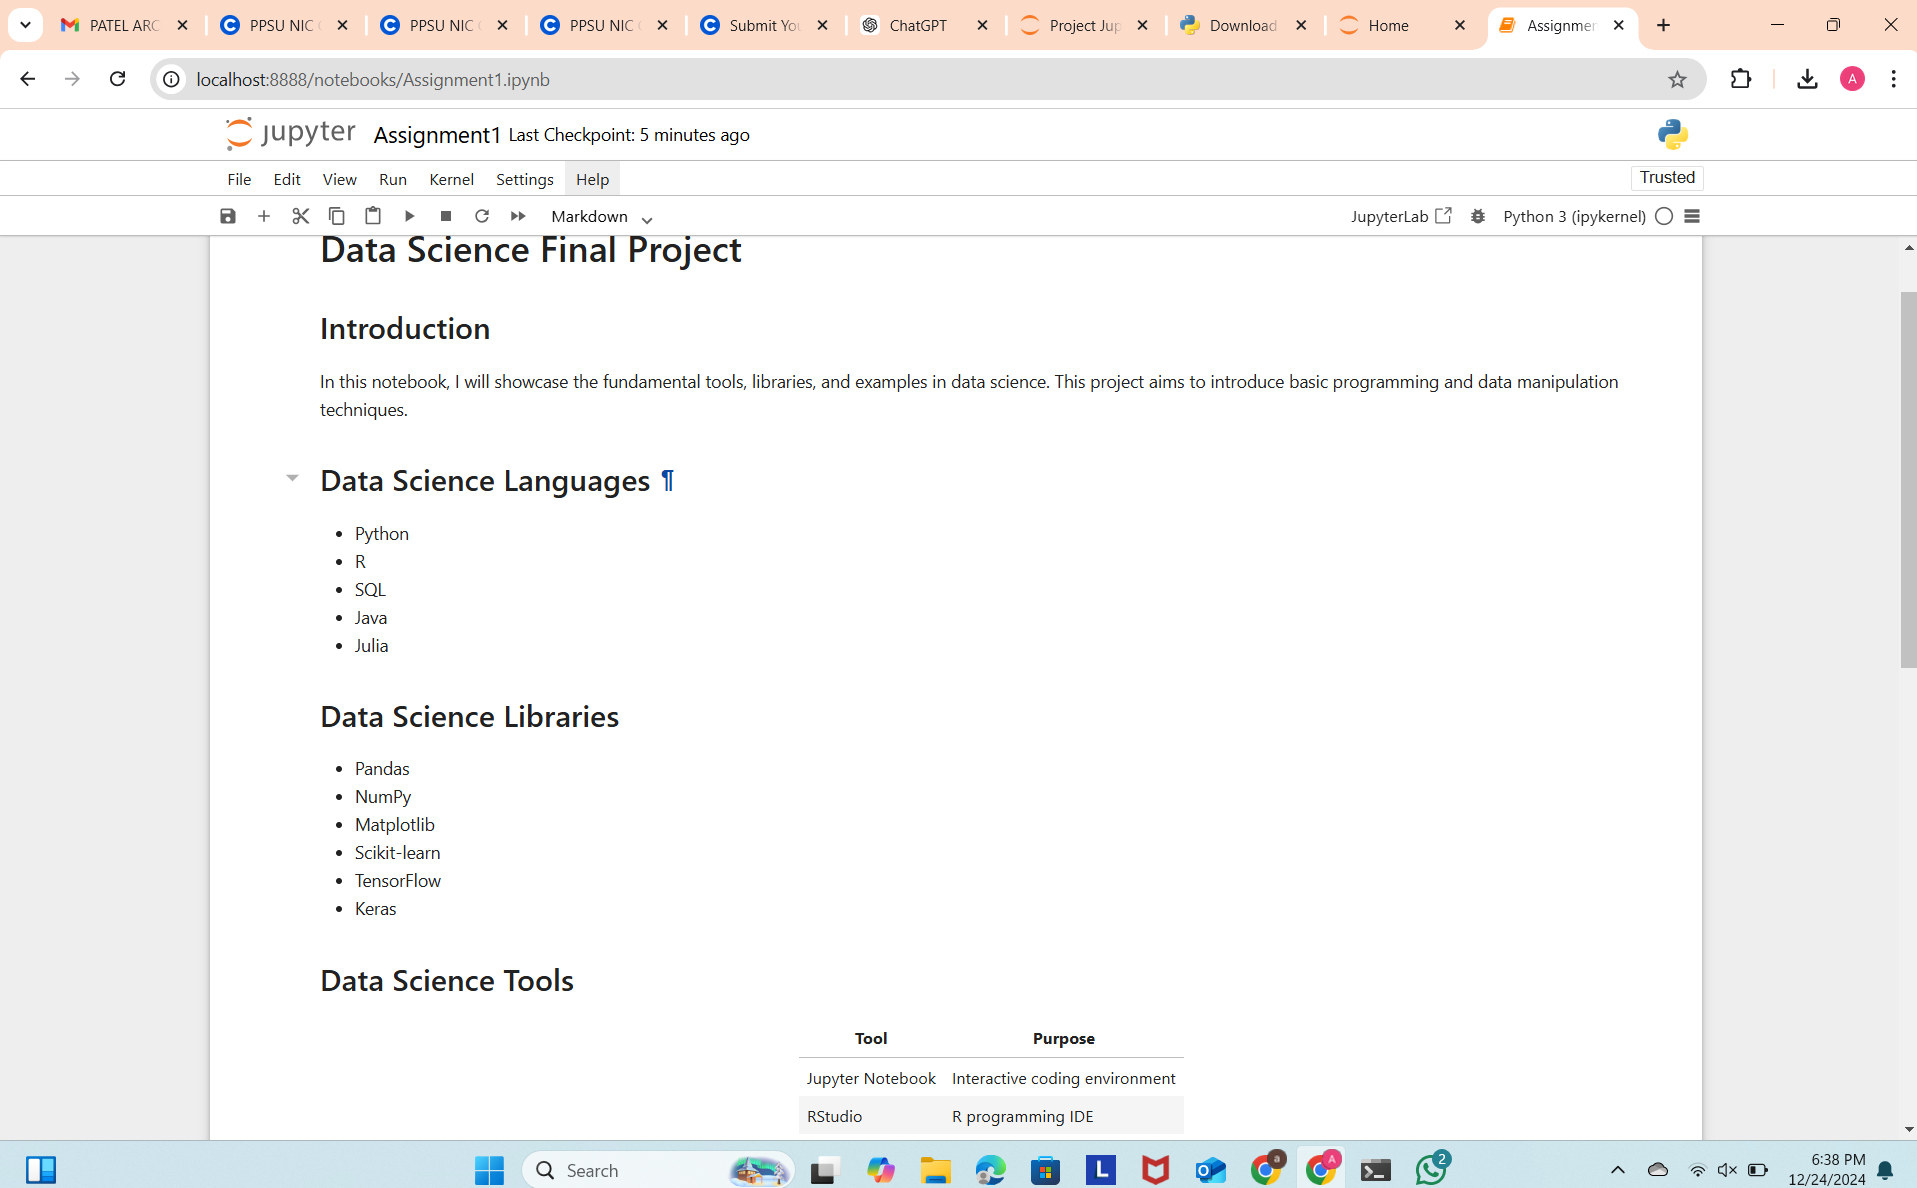 PATEL ARC
PPSU NIC
PPSU NIC
PPSU NIC
Submit You
ChatGPT
Project Jup
Download
Home
Assignmen
localhost:8888/notebooks/Assignment1.ipynb
A
jupyter Assignment1 Last Checkpoint: 5 minutes ago
File Edit View Run Kernel Settings Help
Trusted
Markdown
JupyterLab
Python 3 (ipykernel)
Data Science Final Project
Introduction
In this notebook, I will showcase the fundamental tools, libraries, and examples in data science. This project aims to introduce basic programming and data manipulation
techniques.
Data Science Languages ¶
• Python
• R
• SQL
• Java
• Julia
Data Science Libraries
• Pandas
• NumPy
• Matplotlib
• Scikit-learn
• TensorFlow
• Keras
Data Science Tools
Tool Purpose
Jupyter Notebook Interactive coding environment
RStudio R programming IDE
Search
L
a
A
2
6:38 PM
12/24/2024